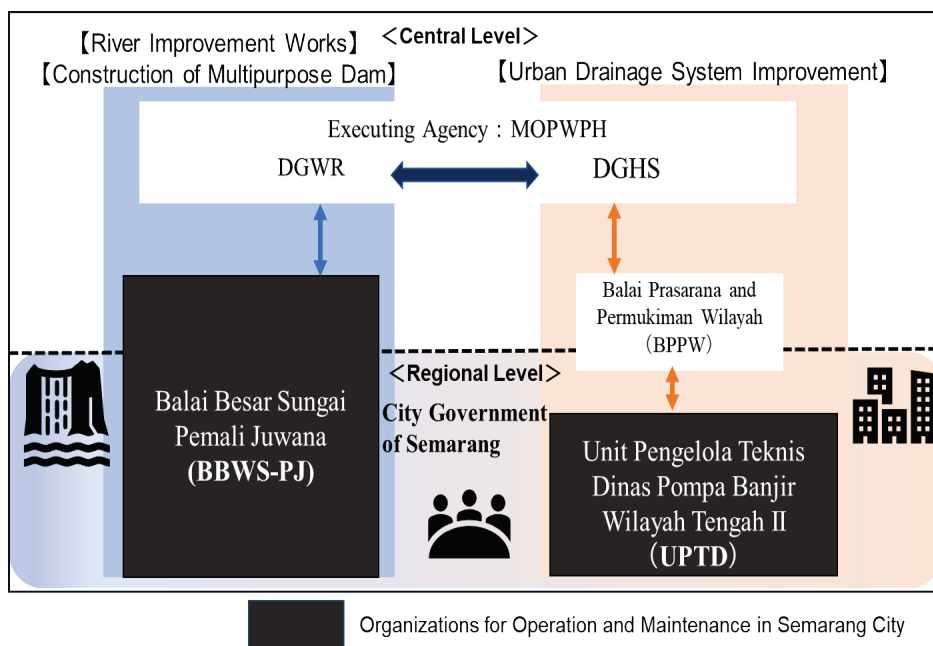 【River Improvement Works】
【Construction of Multipurpose Dam】
<Central Level>
【Urban Drainage System Improvement】
Executing Agency : MOPWPH
DGWR
DGHS
Balai Prasarana and
Permukiman Wilayah
(BPPW)
<Regional Level>
Balai Besar Sungai
Pemali Juwana
(BBWS-PJ)
City Government
of Semarang
Unit Pengelola Teknis
Dinas Pompa Banjir
Wilayah Tengah II
(UPTD)
Organizations for Operation and Maintenance in Semarang City